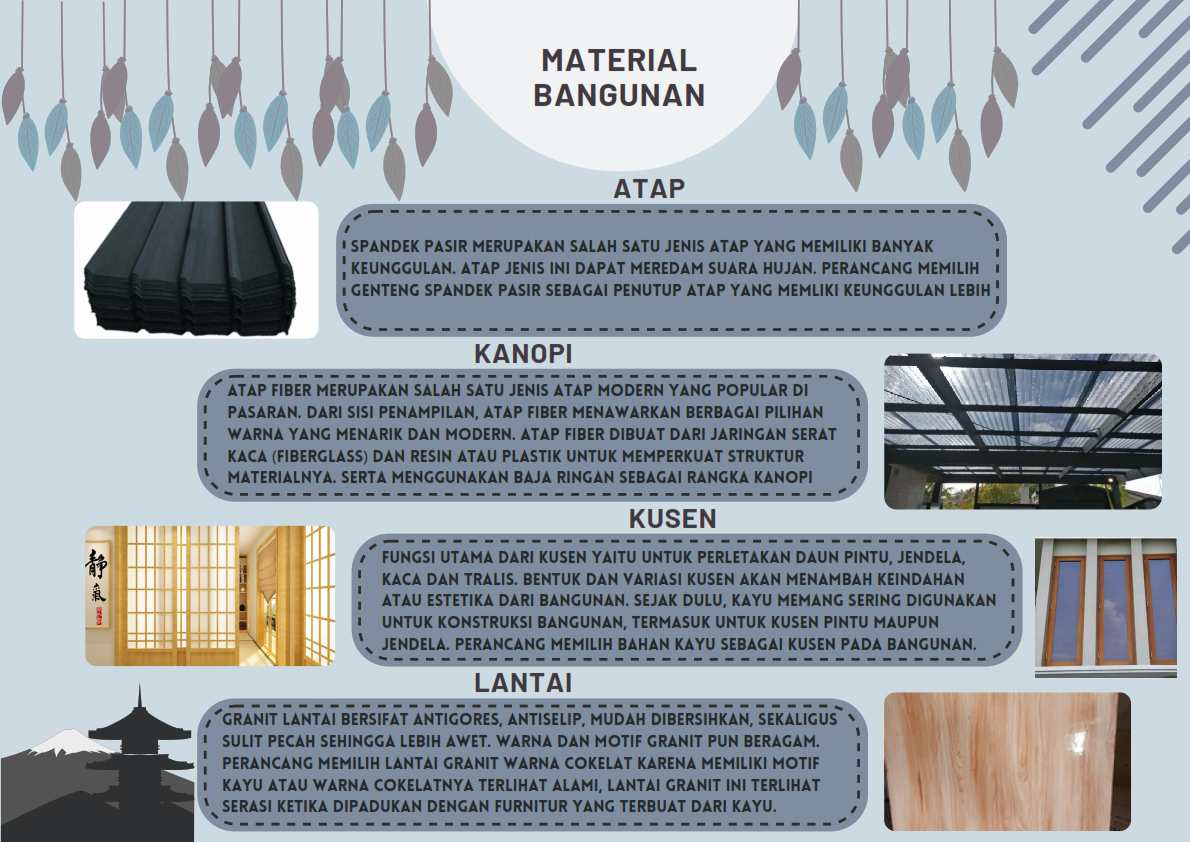 MATERIAL
BANGUNAN
ATAP
SPANDEK PASIR MERUPAKAN SALAH SATU JENIS ATAP YANG MEMILIKI BANYAK
KEUNGGULAN. ATAP JENIS INI DAPAT MEREDAM SUARA HUJAN. PERANCANG MEMILIH
GENTENG SPANDEK PASIR SEBAGAI PENUTUP ATAP YANG MEMLIKI KEUNGGULAN LEBIH
KANOPI
ATAP FIBER MERUPAKAN SALAH SATU JENIS ATAP MODERN YANG POPULAR DI
PASARAN. DARI SISI PENAMPILAN, ATAP FIBER MENAWARKAN BERBAGAI PILIHAN
WARNA YANG MENARIK DAN MODERN. ATAP FIBER DIBUAT DARI JARINGAN SERAT
KACA (FIBERGLASS) DAN RESIN ATAU PLASTIK UNTUK MEMPERKUAT STRUKTUR
MATERIALNYA. SERTA MENGGUNAKAN BAJA RINGAN SEBAGAI RANGKA KANOPI
KUSEN
静
氣
FUNGSI UTAMA DARI KUSEN YAITU UNTUK PERLETAKAN DAUN PINTU, JENDELA,
KACA DAN TRALIS. BENTUK DAN VARIASI KUSEN AKAN MENAMBAH KEINDAHAN
ATAU ESTETIKA DARI BANGUNAN. SEJAK DULU, KAYU MEMANG SERING DIGUNAKAN
UNTUK KONSTRUKSI BANGUNAN, TERMASUK UNTUK KUSEN PINTU MAUPUN
JENDELA. PERANCANG MEMILIH BAHAN KAYU SEBAGAI KUSEN PADA BANGUNAN.
LANTAI
GRANIT LANTAI BERSIFAT ANTIGORES, ANTISELIP, MUDAH DIBERSIHKAN, SEKALIGUS
SULIT PECAH SEHINGGA LEBIH AWET. WARNA DAN MOTIF GRANIT PUN BERAGAM.
PERANCANG MEMILIH LANTAI GRANIT WARNA COKELAT KARENA MEMILIKI MOTIF
KAYU ATAU WARNA COKELATNYA TERLIHAT ALAMI, LANTAI GRANIT INI TERLIHAT
SERASI KETIKA DIPADUKAN DENGAN FURNITUR YANG TERBUAT DARI KAYU.